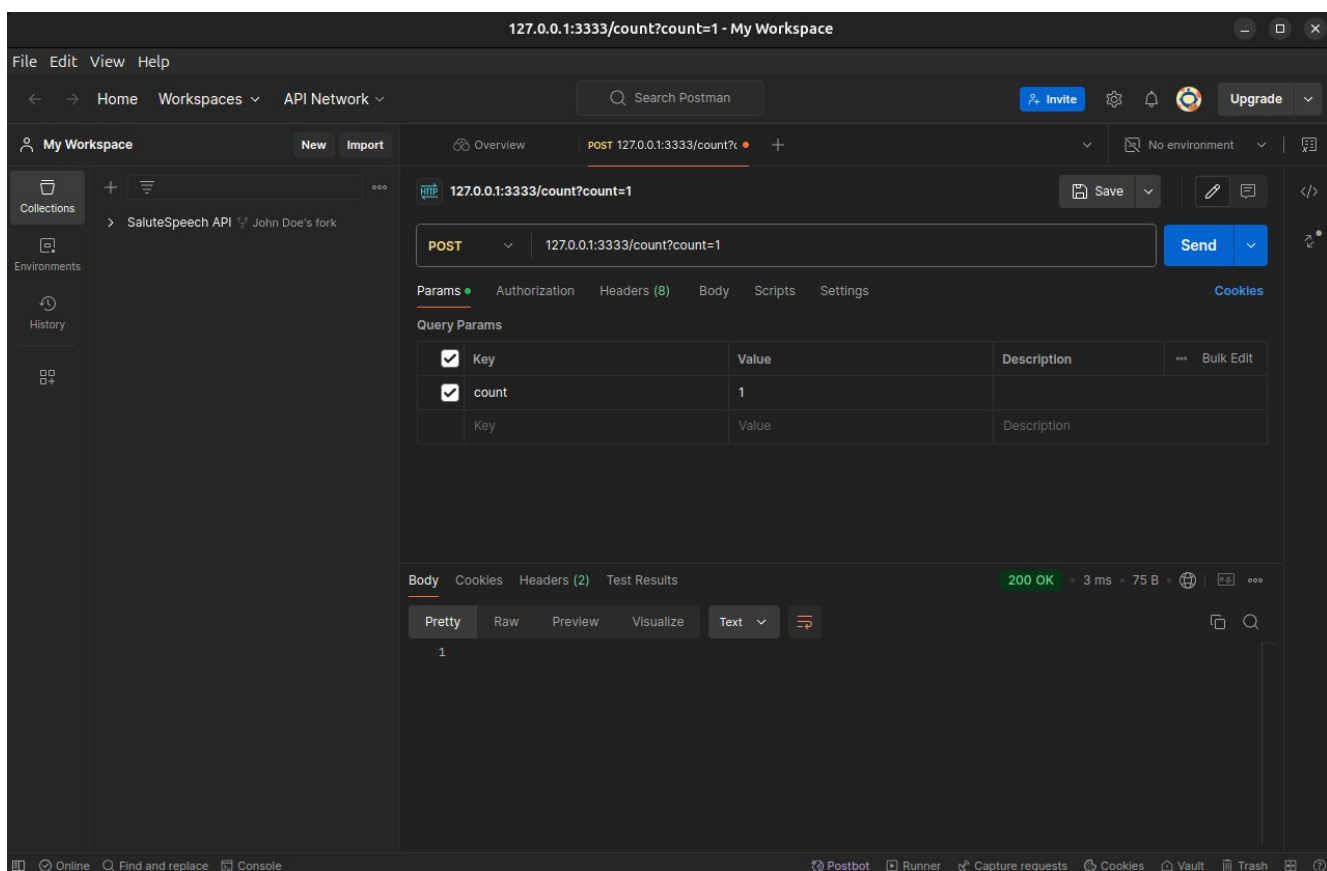 127.0.0.1:3333/count?count=1 - My Workspace
File Edit View Help
Home Workspaces API Network Search Postman Invite Upgrade
My Workspace New Import Overview POST 127.0.0.1:3333/count?c No environment
Collections
SaluteSpeech API John Doe's fork
Environments
History
HTTP 127.0.0.1:3333/count?count=1 Save
POST 127.0.0.1:3333/count?count=1 Send
Params Authorization Headers (8) Body Scripts Settings Cookies
Query Params
Key Value Description Bulk Edit
count 1
Key Value Description
Body Cookies Headers (2) Test Results 200 OK 3 ms 75 B e.g.
Pretty Raw Preview Visualize Text
1
Online Find and replace Console Postbot Runner Capture requests Cookies Vault Trash